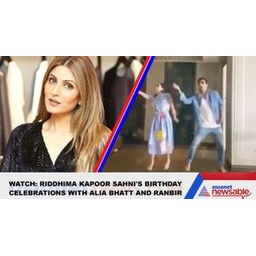 WATCH: RIDDHIMA KAPOOR SAHNI'S BIRTHDAY
CELEBRATIONS WITH ALIA BHATT AND RANBIR
asianet
newsable